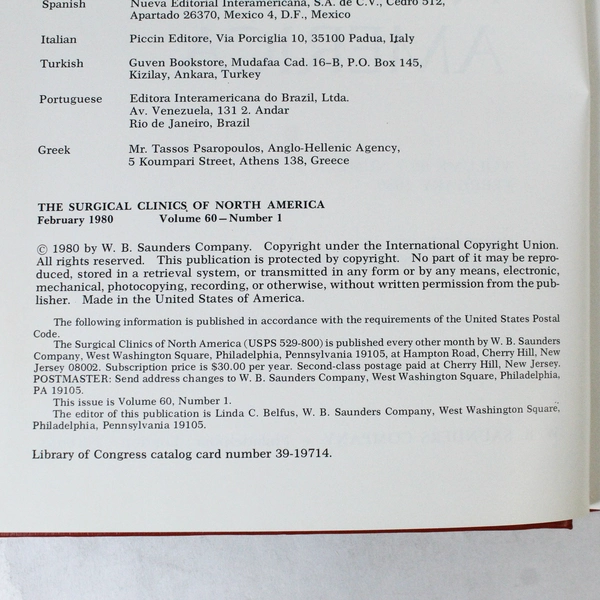 Spanish Nueva Editorial Interamericana, S.A. de C.V., Cedro 512,
Apartado 26370, Mexico 4, D.F., Mexico
Italian Piccin Editore, Via Porciglia 10, 35100 Padua, Italy
Turkish Guven Bookstore, Mudafaa Cad. 16–B, P.O. Box 145,
Kizilay, Ankara, Turkey
Portuguese Editora Interamericana do Brazil, Ltda.
Av. Venezuela, 131 2. Andar
Rio de Janeiro, Brazil
Greek Mr. Tassos Psaropoulos, Anglo-Hellenic Agency,
5 Koumpari Street, Athens 138, Greece
THE SURGICAL CLINICS OF NORTH AMERICA
February 1980 Volume 60—Number 1
© 1980 by W. B. Saunders Company. Copyright under the International Copyright Union.
All rights reserved. This publication is protected by copyright. No part of it may be repro-
duced, stored in a retrieval system, or transmitted in any form or by any means, electronic,
mechanical, photocopying, recording, or otherwise, without written permission from the pub-
lisher. Made in the United States of America.
The following information is published in accordance with the requirements of the United States Postal
Code.
The Surgical Clinics of North America (USPS 529-800) is published every other month by W. B. Saunders
Company, West Washington Square, Philadelphia, Pennsylvania 19105, at Hampton Road, Cherry Hill, New
Jersey 08002. Subscription price is $30.00 per year. Second-class postage paid at Cherry Hill, New Jersey.
POSTMASTER: Send address changes to W. B. Saunders Company, West Washington Square, Philadelphia,
PA 19105.
This issue is Volume 60, Number 1.
The editor of this publication is Linda C. Belfus, W. B. Saunders Company, West Washington Square,
Philadelphia, Pennsylvania 19105.
Library of Congress catalog card number 39-19714.